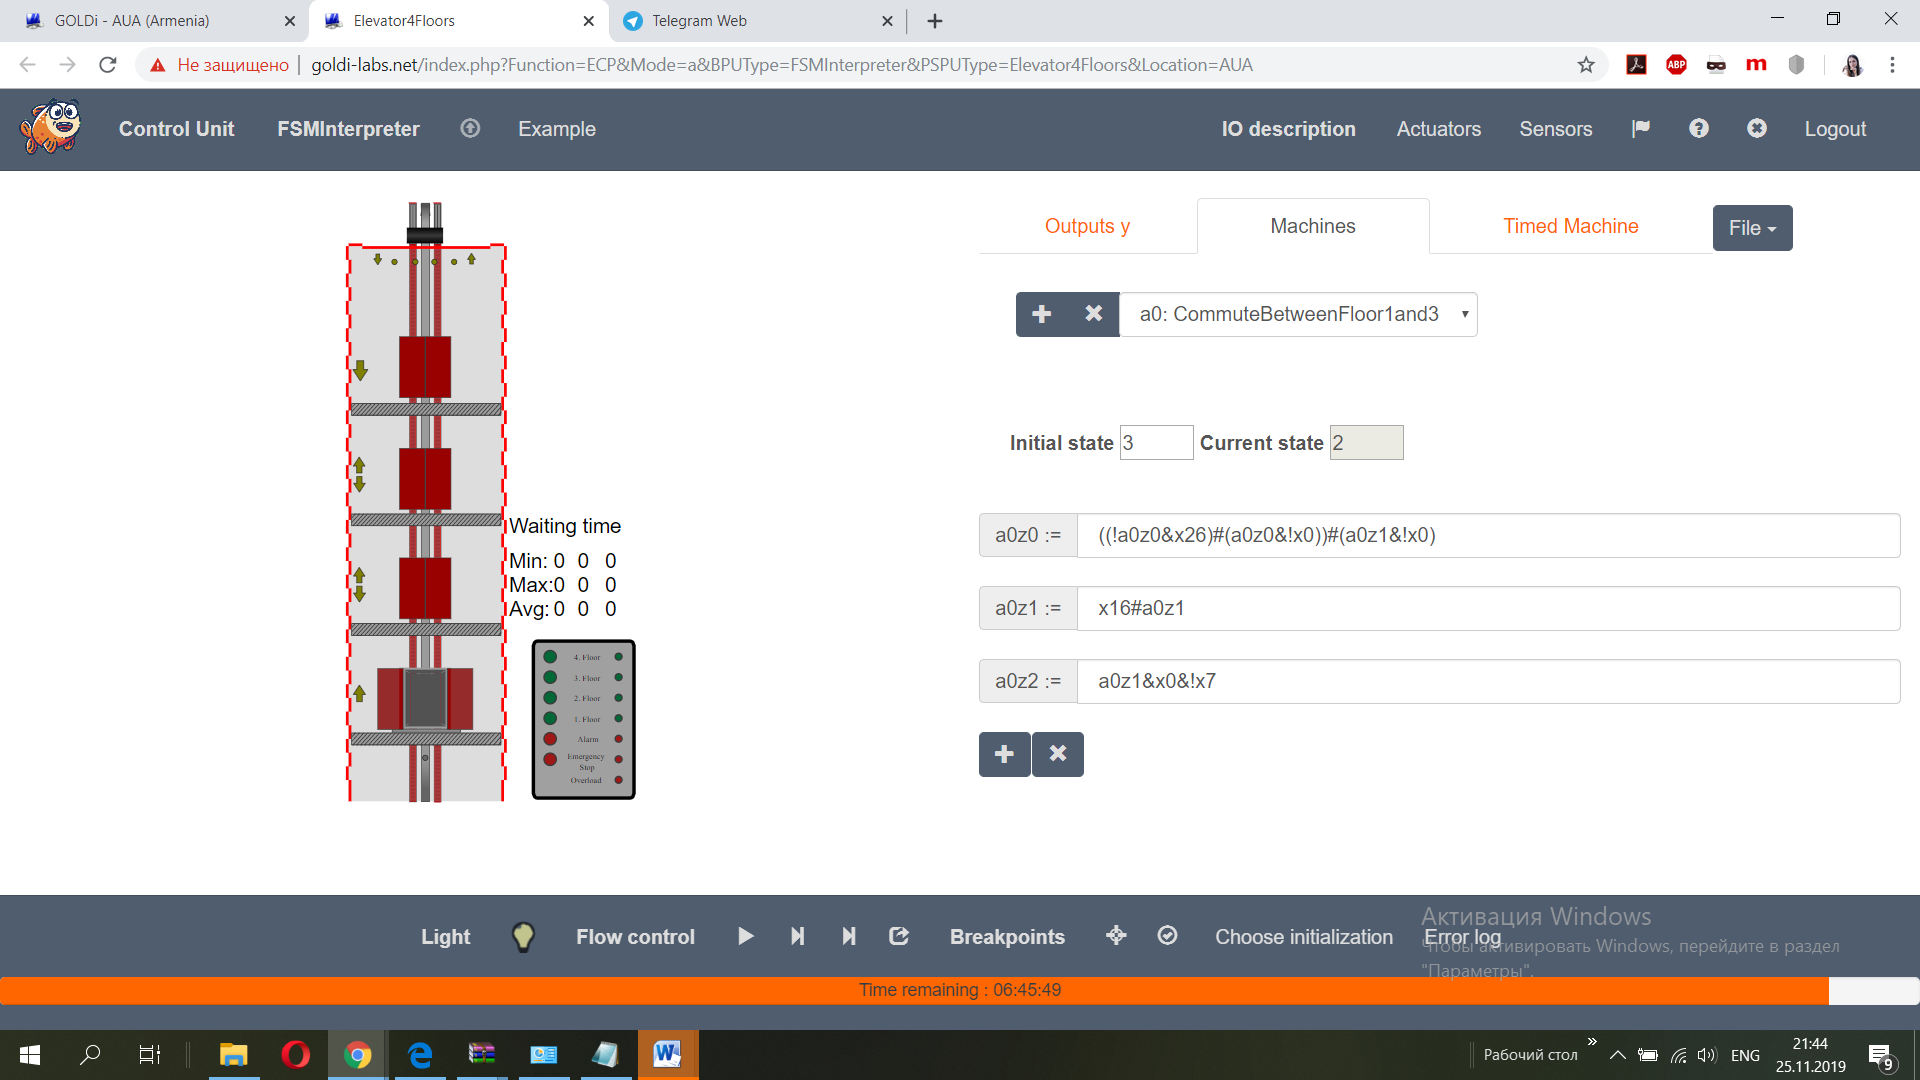 GOLDi - AUA (Armenia)
Elevator4Floors
Telegram Web
Не защищено
goldi-labs.net/index.php?Function=ECP&Mode=a&BPUType=FSMInterpreter&PSPUType=Elevator4Floors&Location=AUA
ABP
m
Control Unit
FSMInterpreter
Example
IO description
Actuators
Sensors
Logout
Outputs y
Machines
Timed Machine
File
a0: CommuteBetweenFloor1and3
Initial state 3 Current state 2
a0z0 := ((!a0z0&x26)#(a0z0&!x0))#(a0z1&!x0)
a0z1 := x16#a0z1
a0z2 := a0z1&x0&!x7
Waiting time
Min: 0 0 0
Max:0 0 0
Avg: 0 0 0
4. Floor
3. Floor
2. Floor
1. Floor
Alarm
Emergency
Stop
Overload
Light
Flow control
Breakpoints
Choose initialization
Error log
Активация Windows
Чтобы активировать Windows, перейдите в раздел
"Параметры".
Time remaining : 06:45:49
Рабочий стол
ENG
21:44
25.11.2019
9